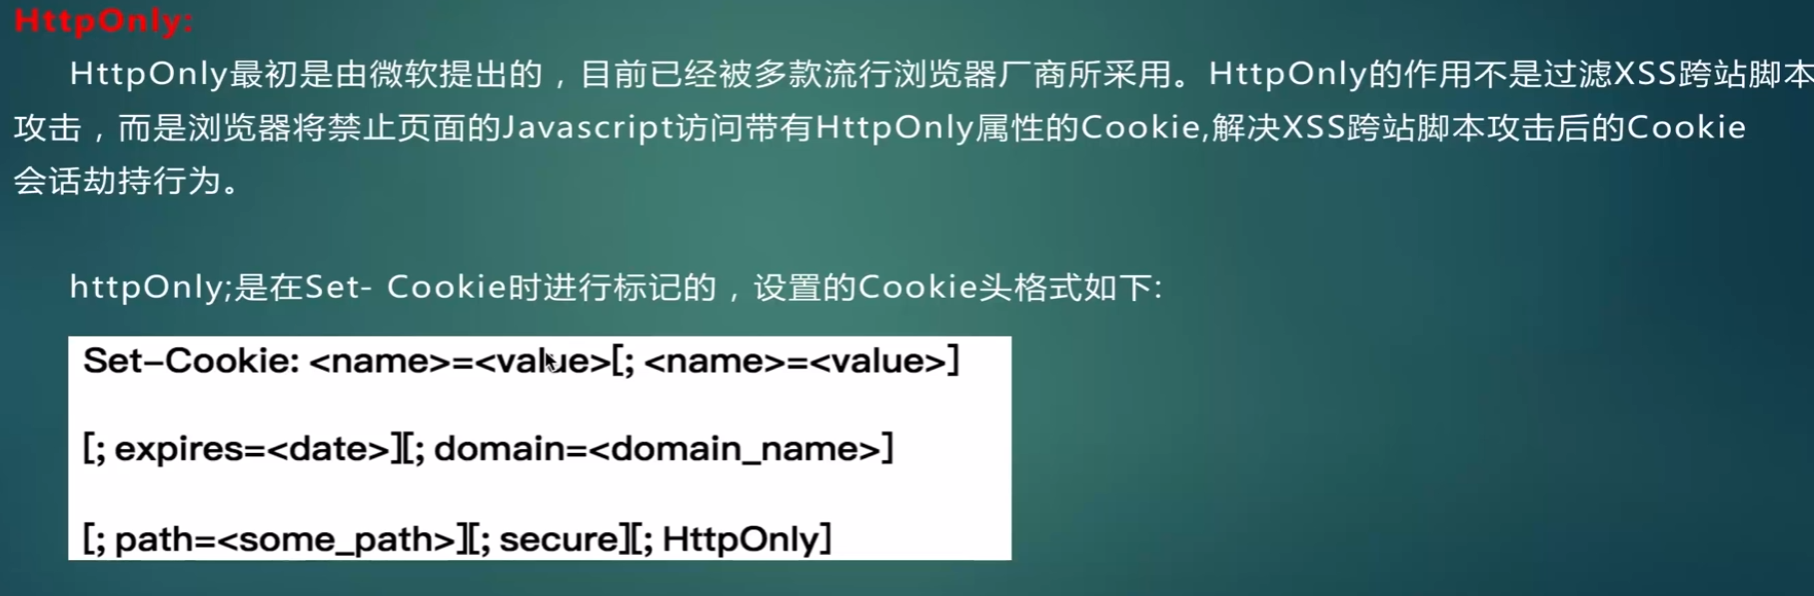 HttpOnly:
HttpOnly最初是由微软提出的，目前已经被多款流行浏览器厂商所采用。HttpOnly的作用不是过滤XSS跨站脚本
攻击，而是浏览器将禁止页面的Javascript访问带有HttpOnly属性的Cookie,解决XSS跨站脚本攻击后的Cookie
会话劫持行为。
httpOnly;是在Set- Cookie时进行标记的，设置的Cookie头格式如下:
Set–Cookie: <name>=<value>[; <name>=<value>]
[; expires=<date>][; domain=<domain_name>]
[; path=<some_path>][; secure][; HttpOnly]